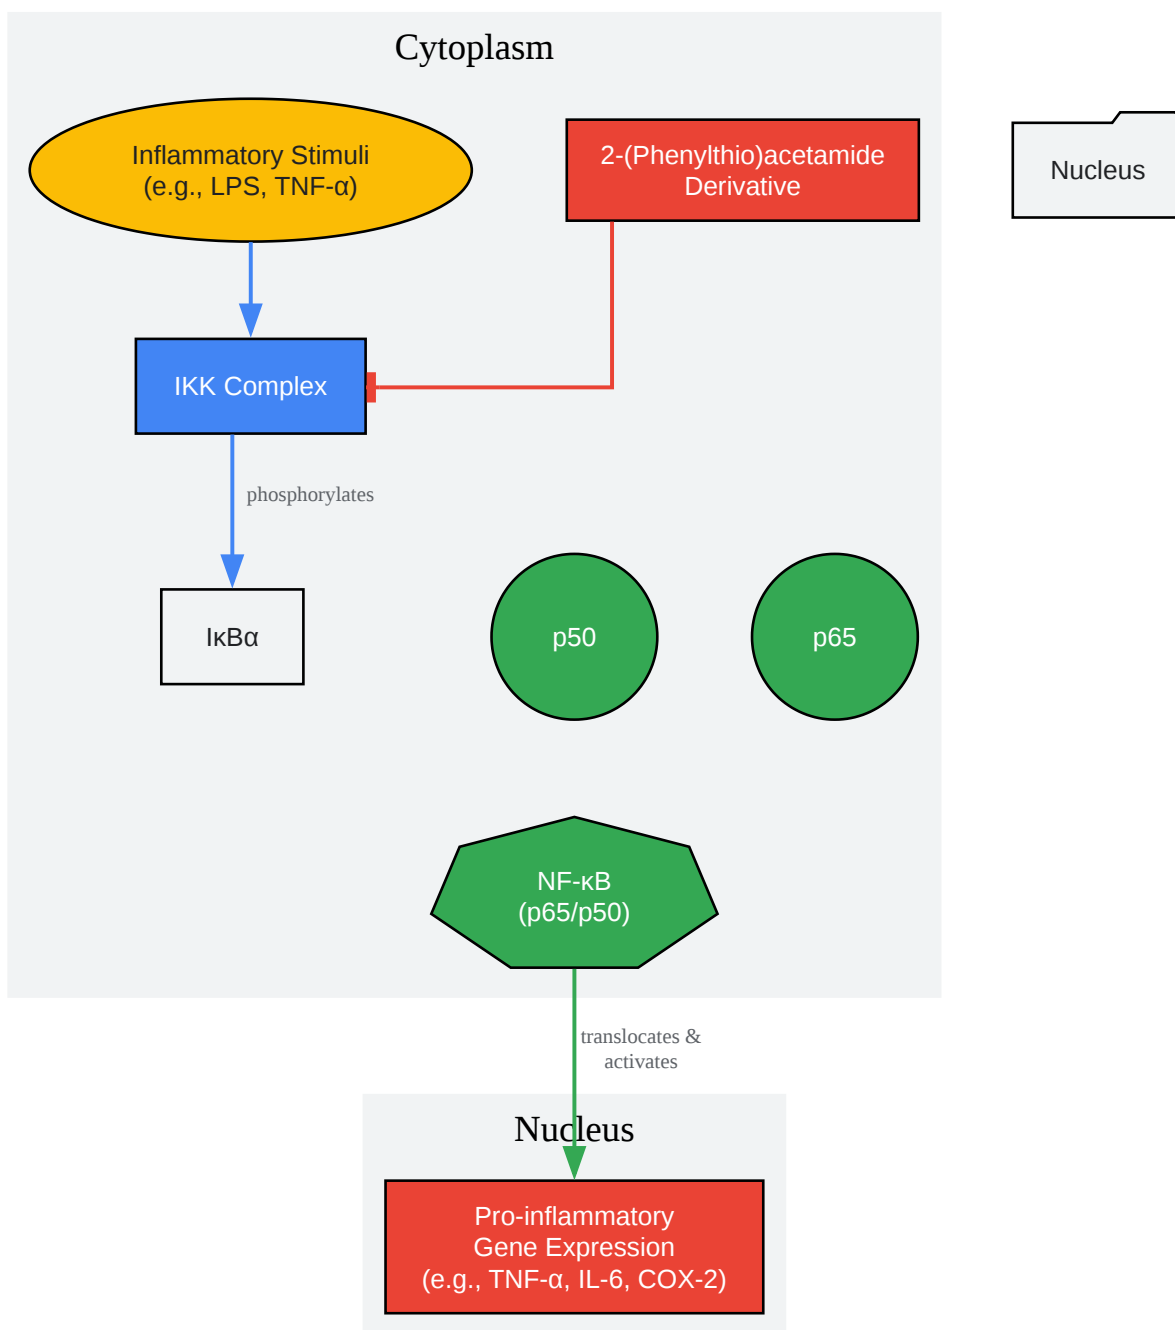 Cytoplasm
Inflammatory Stimuli
(e.g., LPS, TNF-α)
2-(Phenylthio)acetamide
Derivative
Nucleus
IKK Complex
phosphorylates
IκBα
p50
p65
NF-κB
(p65/p50)
translocates &
activates
Nucleus
Pro-inflammatory
Gene Expression
(e.g., TNF-α, IL-6, COX-2)